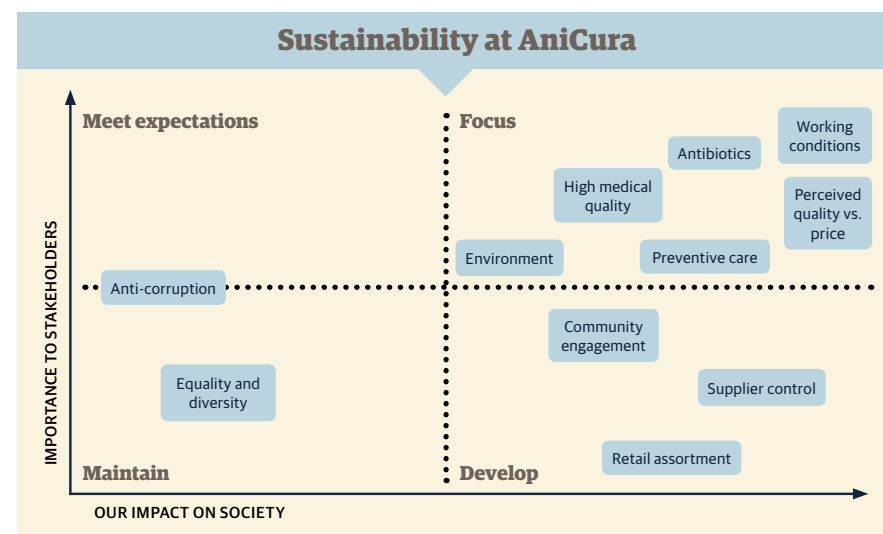 Sustainability at AniCura
Meet expectations
Focus
Working
conditions
Antibiotics
High medical
quality
Perceived
quality vs.
price
Environment
Preventive care
Anti-corruption
Community
engagement
Equality and
diversity
Supplier control
Retail assortment
Maintain
Develop
IMPORTANCE TO STAKEHOLDERS
OUR IMPACT ON SOCIETY